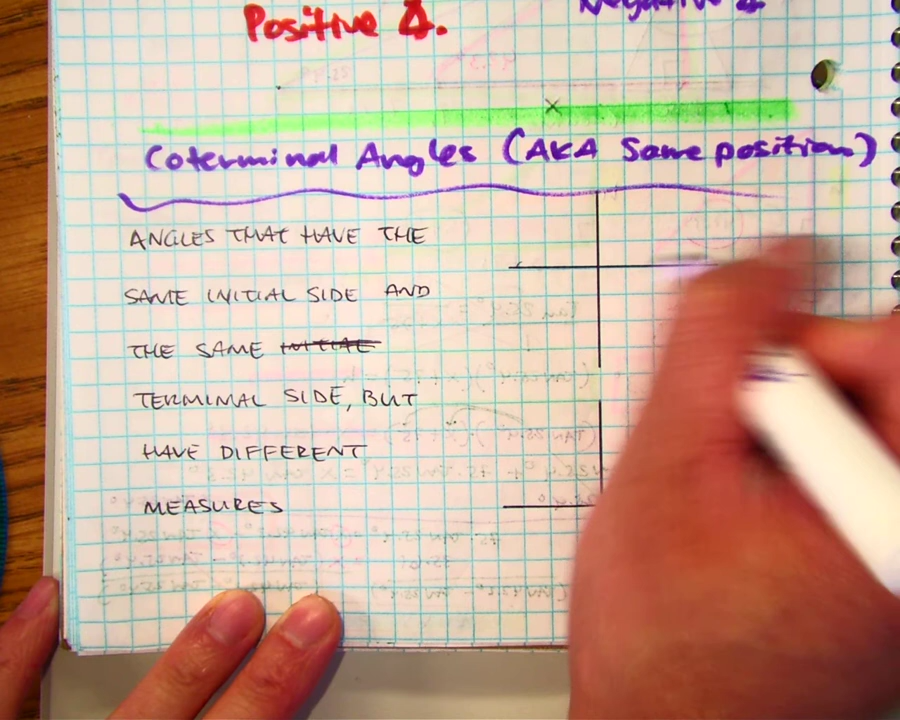 Positive ∡.
Negative ∡
Coterminal Angles (AKA Same position)
ANGLES THAT HAVE THE
SAME INITIAL SIDE AND
THE SAME ~~INITIAL~~
TERMINAL SIDE, BUT
HAVE DIFFERENT
MEASURES